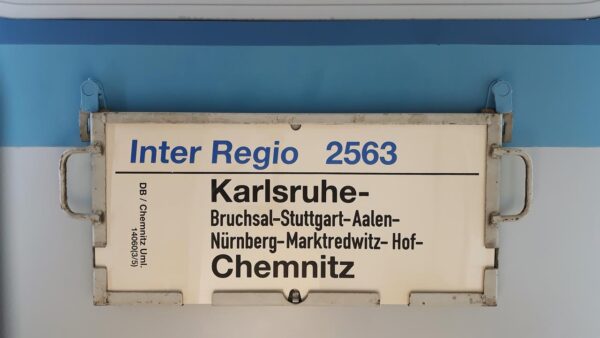 Inter Regio 2563
Karlsruhe-
Bruchsal-Stuttgart-Aalen-
Nürnberg-Marktredwitz- Hof-
Chemnitz
DB / Chemnitz Uml.
14060(3/5)